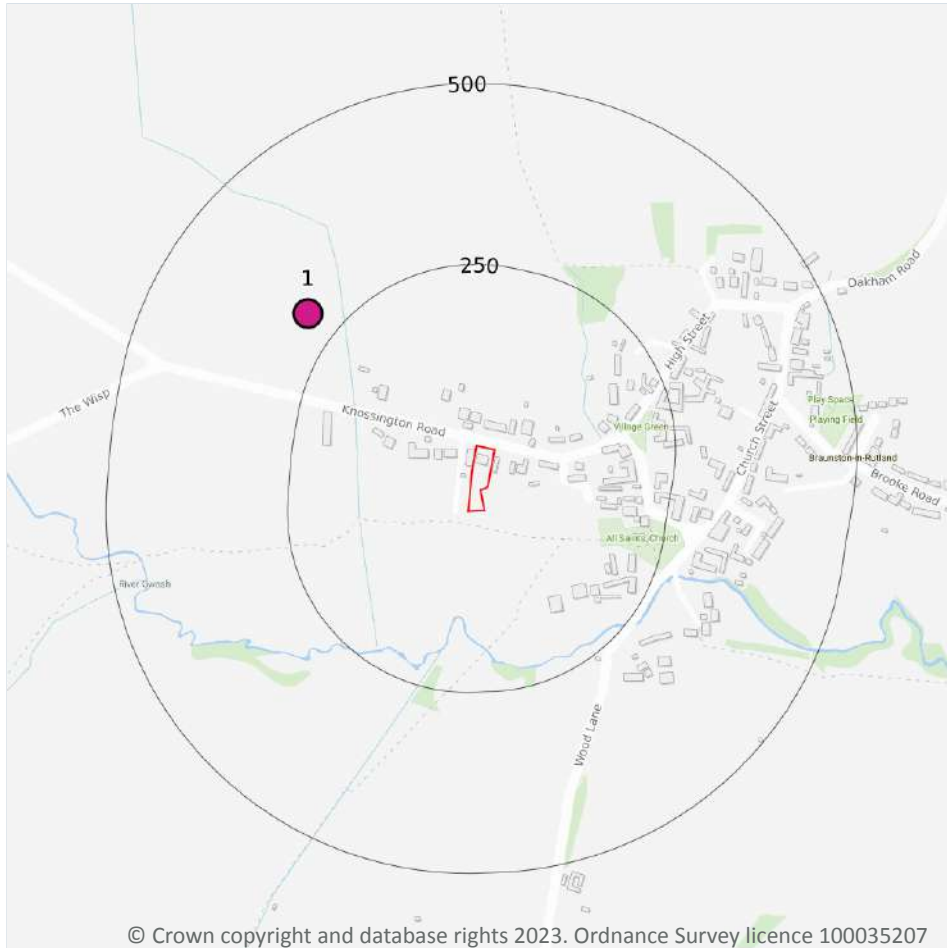 500
250
1
Oakham Road
High Street
The Wisp
Knossington Road
Village Green
Play Space
Playing Field
Church Street
Braunston-in-Rutland
Brooke Road
All Saints' Church
River Gwash
Wood Lane
© Crown copyright and database rights 2023. Ordnance Survey licence 100035207